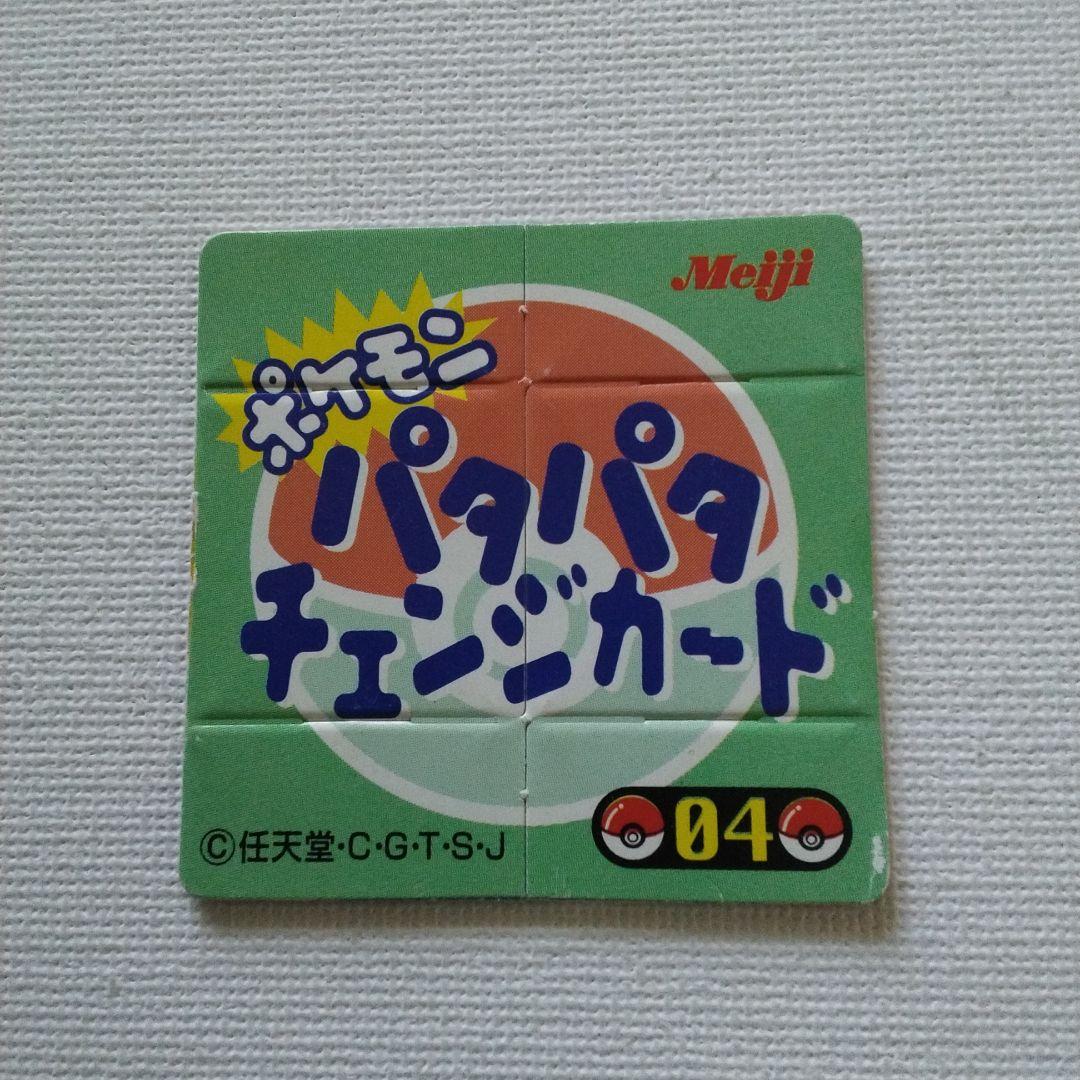 Meiji
ポケモン
パタパタ
チェンジカード
04
©任天堂・C・G・T・S・J